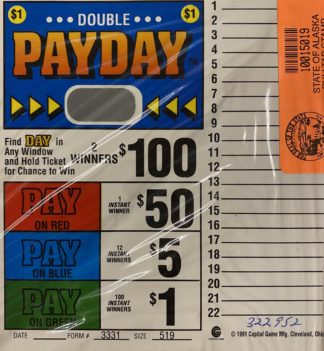 $1 DOUBLE $1
PAYDAY
Find DAY in
Any Window
and Hold Ticket
for Chance to Win
2
WINNERS
$100
PAY
ON RED
1
INSTANT
WINNER
$50
PAY
ON BLUE
12
INSTANT
WINNERS
$5
PAY
ON GREEN
100
INSTANT
WINNERS
$1
DATE FORM # 3331 SIZE 519
1
2
3
4
5
6
7
8
9
10
11
12
13
14
15
16
17
18
19
20
21
22
322952
© 1991 Capital Game Mfg. Cleveland, Ohio
10015019
STATE OF ALASKA